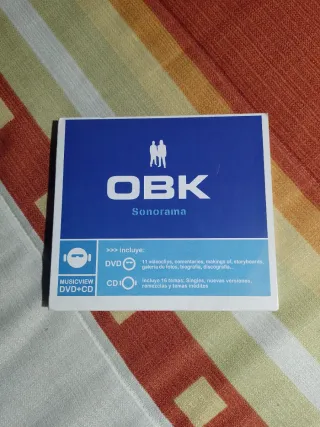 OBK
Sonorama
>>> incluye:
DVD
11 videoclips, comentarios, makings of, storyboards,
galería de fotos, biografía, discografía...
CD
incluye 16 temas. Singles, nuevas versiones,
remezclas y temas inéditos
MUSICVIEW
DVD+CD